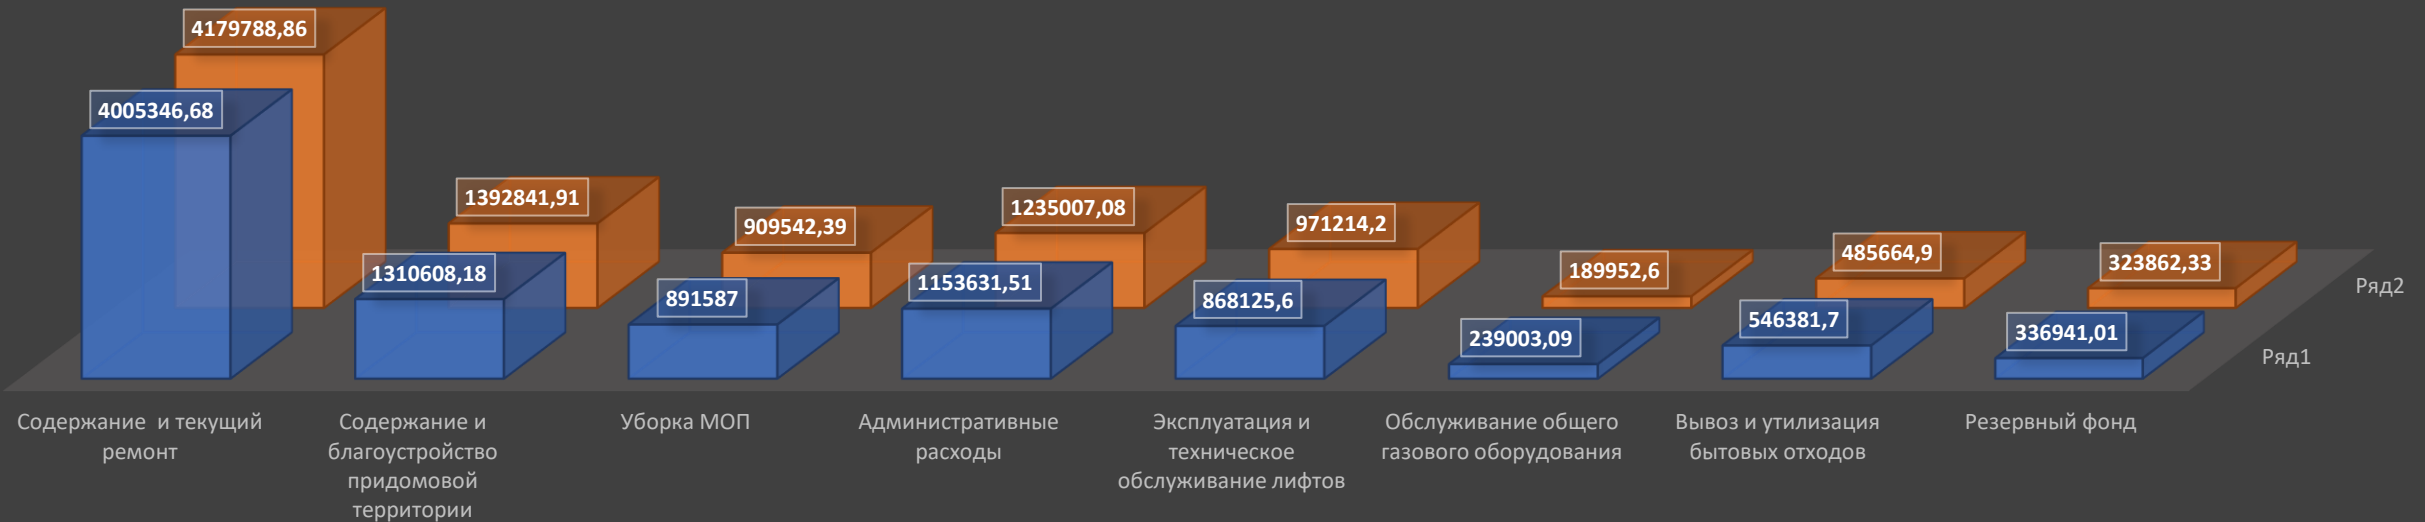 4179788,86
4005346,68
1392841,91
1310608,18
909542,39
891587
1235007,08
1153631,51
971214,2
868125,6
189952,6
239003,09
485664,9
546381,7
323862,33
336941,01
Ряд2
Ряд1
Содержание и текущий
ремонт
Содержание и
благоустройство
придомовой
территории
Уборка МОП
Административные
расходы
Эксплуатация и
техническое
обслуживание лифтов
Обслуживание общего
газового оборудования
Вывоз и утилизация
бытовых отходов
Резервный фонд